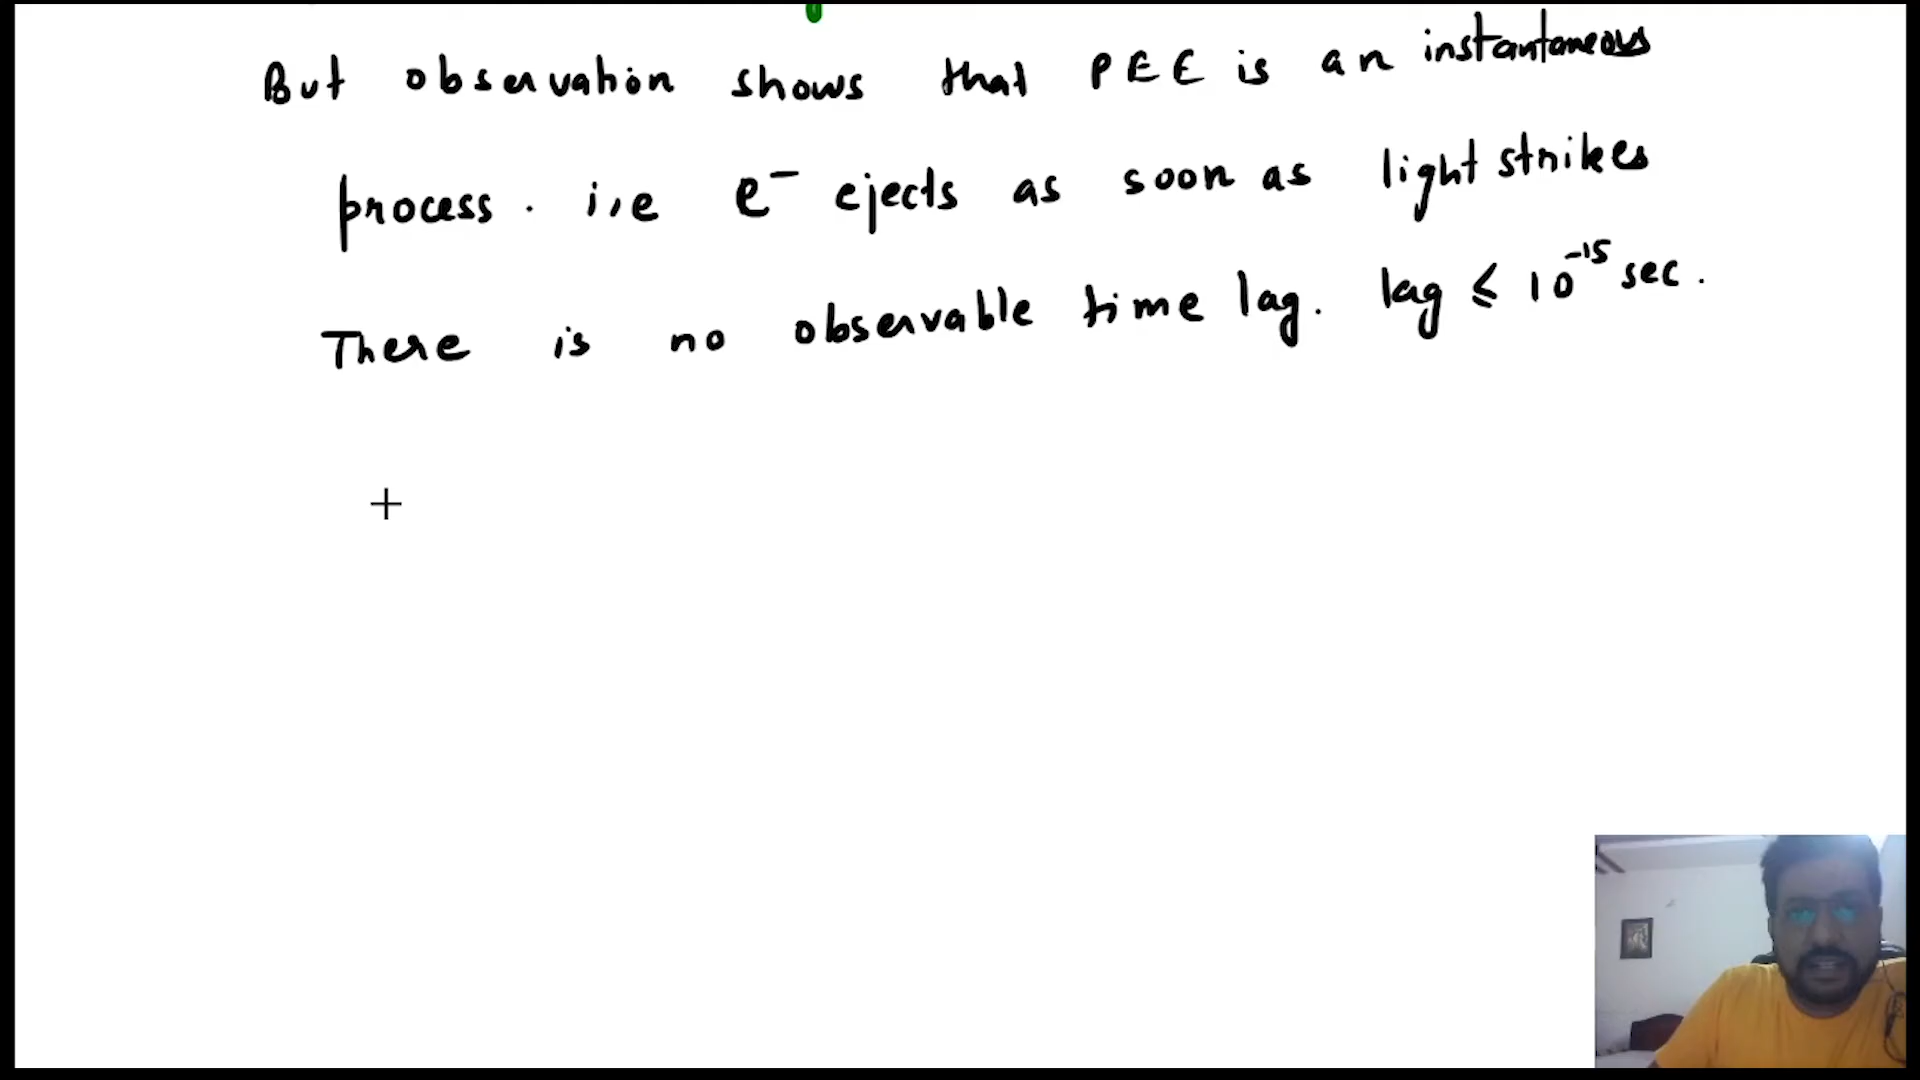 But observation shows that PEE is an instantaneous
process. i.e e⁻ ejects as soon as light strikes
There is no observable time lag. lag ≤ 10⁻¹⁵ sec.